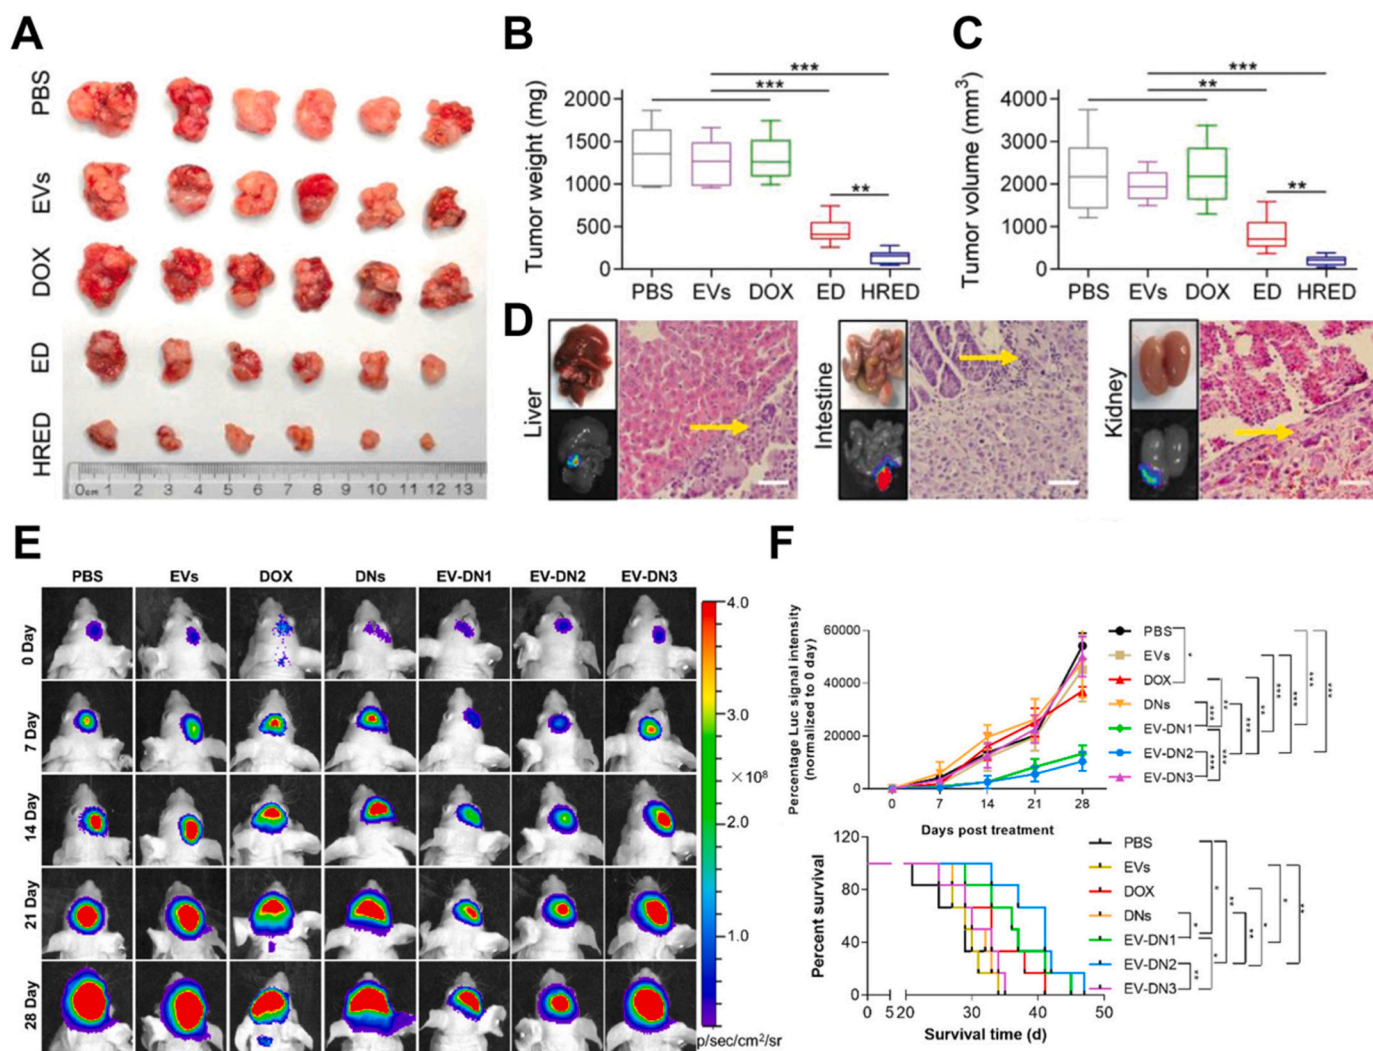 A
PBS
EVs
DOX
ED
HRED
0cm 1 2 3 4 5 6 7 8 9 10 11 12 13
B
Tumor weight (mg)
2000
1500
1000
500
0
***
***
**
PBS EVs DOX ED HRED
C
Tumor volume (mm³)
4000
3000
2000
1000
0
***
**
**
PBS EVs DOX ED HRED
D
Liver
Intestine
Kidney
E
PBS EVs DOX DNs EV-DN1 EV-DN2 EV-DN3
0 Day
7 Day
14 Day
21 Day
28 Day
4.0
3.0
×10⁸
2.0
1.0
p/sec/cm²/sr
F
Percentage Luc signal intensity
(normalized to 0 day)
60000
40000
20000
0
0 7 14 21 28
Days post treatment
PBS
EVs
DOX
DNs
EV-DN1
EV-DN2
EV-DN3
Percent survival
120
80
40
0
0 5 20 30 40 50
Survival time (d)
PBS
EVs
DOX
DNs
EV-DN1
EV-DN2
EV-DN3